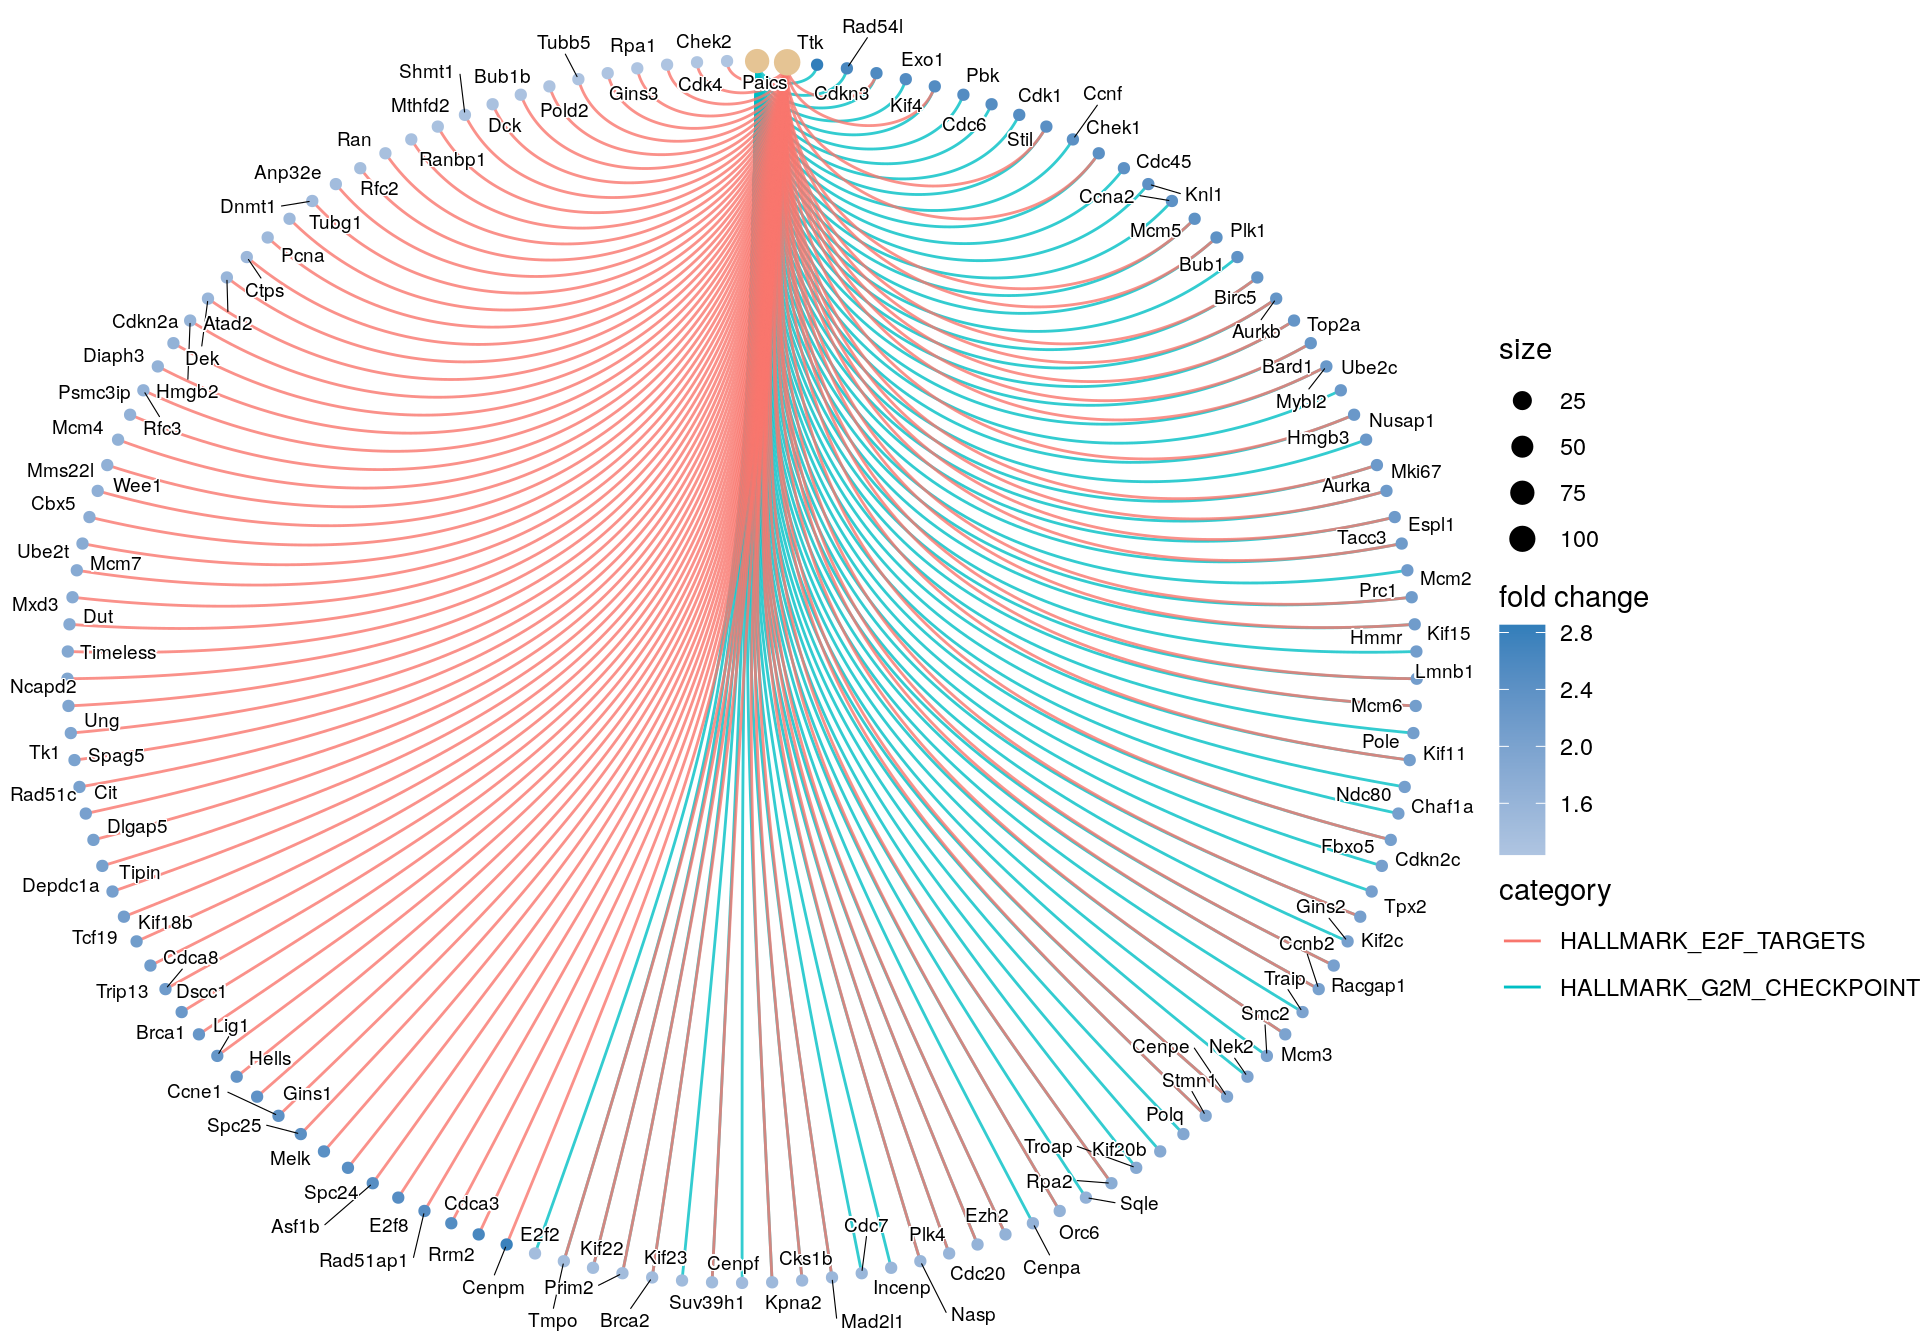 Rad54l
Tubb5
Rpa1
Chek2
Ttk
Exo1
Shmt1
Bub1b
Cdk4
Paics
Cdkn3
Pbk
Gins3
Mthfd2
Dck
Pold2
Kif4
Cdk1
Ccnf
Cdc6
Chek1
Ran
Ranbp1
Stil
Cdc45
Anp32e
Rfc2
Ccna2
Knl1
Dnmt1
Tubg1
Mcm5
Plk1
Pcna
Bub1
Ctps
Birc5
Cdkn2a
Atad2
Aurkb
Top2a
Diaph3
Dek
Bard1
Ube2c
Psmc3ip
Hmgb2
Mybl2
Mcm4
Rfc3
Hmgb3
Nusap1
Mms22l
Wee1
Aurka
Mki67
Cbx5
Tacc3
Espl1
Ube2t
Mcm7
Mcm2
Mxd3
Dut
Prc1
Timeless
Hmmr
Kif15
Ncapd2
Lmnb1
Ung
Mcm6
Tk1
Spag5
Pole
Kif11
Rad51c
Cit
Ndc80
Chaf1a
Dlgap5
Fbxo5
Cdkn2c
Depdc1a
Tipin
Tcf19
Kif18b
Gins2
Tpx2
Ccnb2
Kif2c
Trip13
Cdca8
Dscc1
Traip
Racgap1
Brca1
Lig1
Smc2
Hells
Cenpe
Nek2
Mcm3
Ccne1
Gins1
Stmn1
Spc25
Polq
Melk
Troap
Kif20b
Spc24
Rpa2
Sqle
Asf1b
E2f8
Cdca3
Rad51ap1
Rrm2
E2f2
Cdc7
Plk4
Ezh2
Orc6
Cenpm
Kif22
Prim2
Kif23
Cenpf
Cks1b
Incenp
Cdc20
Cenpa
Tmpo
Brca2
Suv39h1
Kpna2
Mad2l1
Nasp
size
25
50
75
100
fold change
2.8
2.4
2.0
1.6
category
HALLMARK_E2F_TARGETS
HALLMARK_G2M_CHECKPOINT